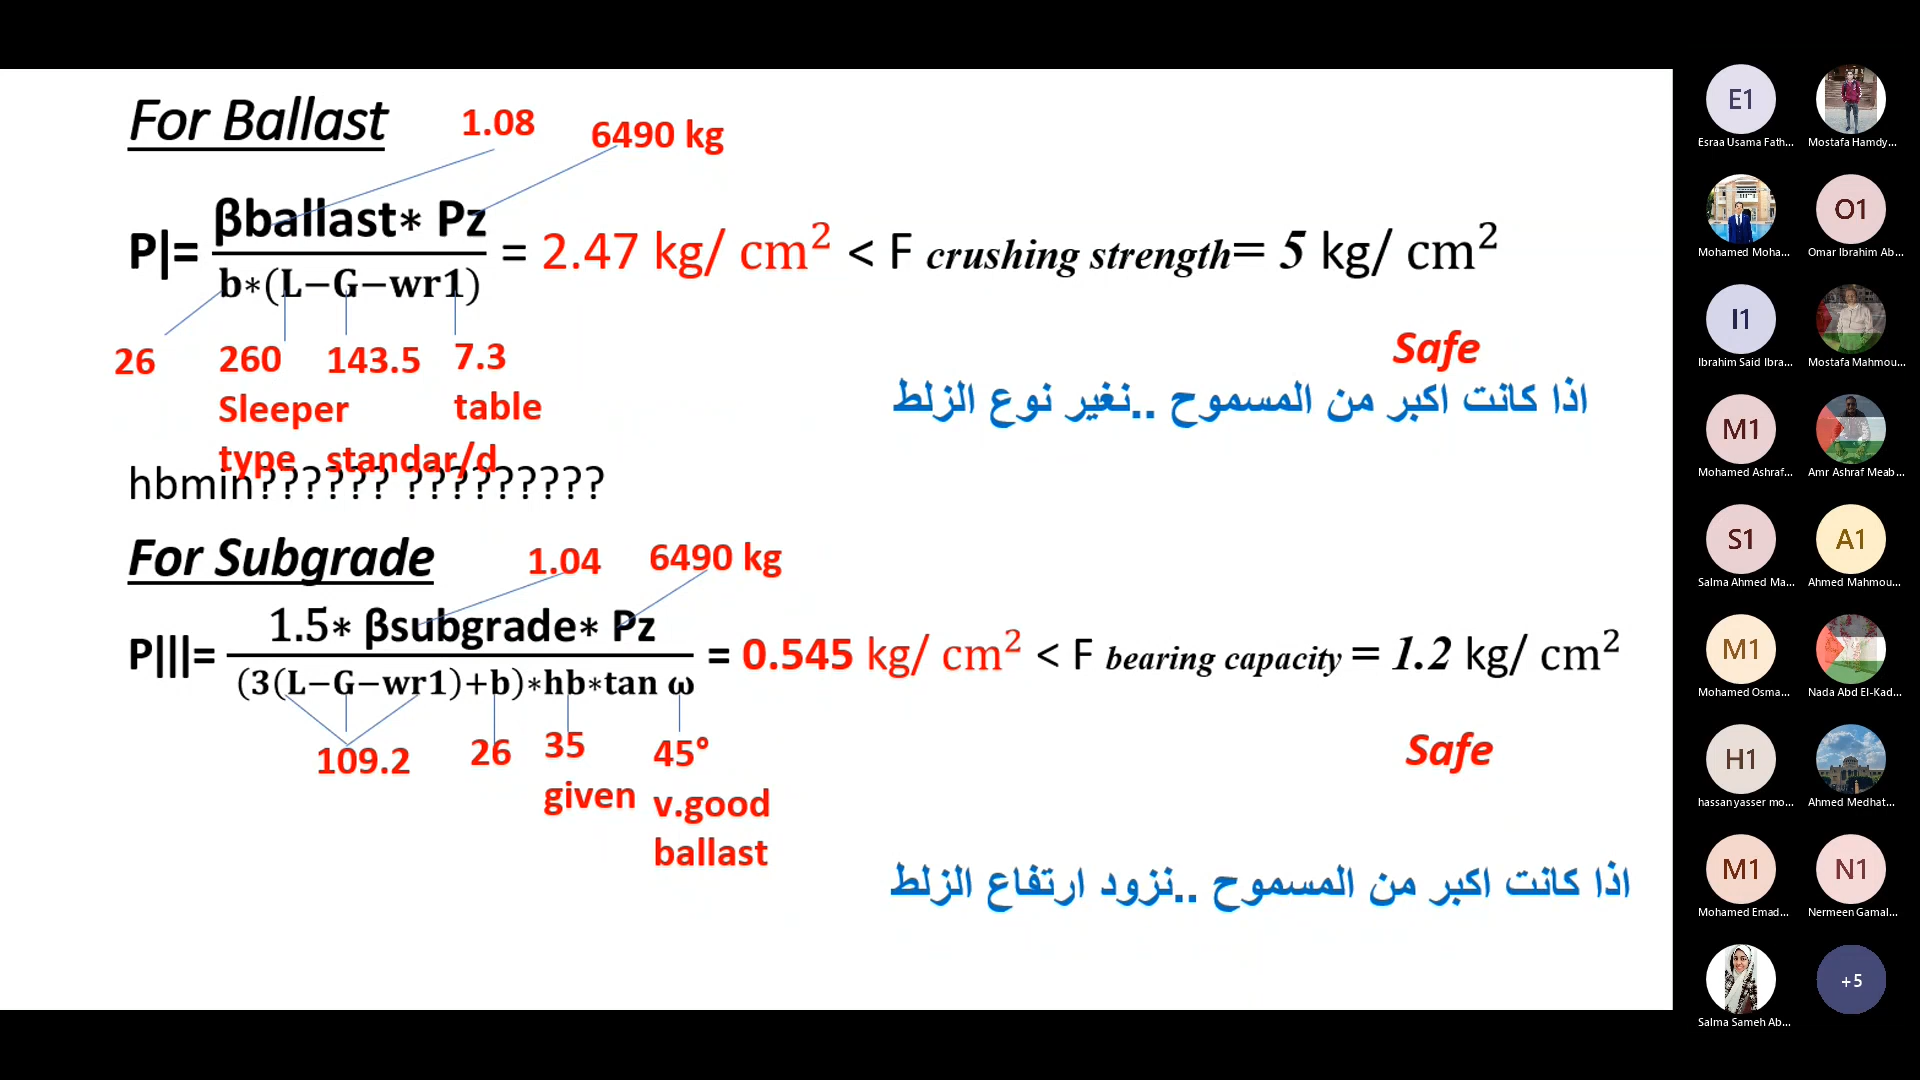 For Ballast
1.08
6490 kg
P|= βballast∗ Pz / b∗(L−G−wr1) = 2.47 kg/ cm² < F crushing strength= 5 kg/ cm²
26
260 Sleeper type
143.5 standar/d
7.3 table
Safe
اذا كانت اكبر من المسموح ..نغير نوع الزلط
hbmin?????? ?????????
For Subgrade
1.04
6490 kg
P|||= 1.5∗ βsubgrade∗ Pz / (3(L−G−wr1)+b)∗hb∗tan ω = 0.545 kg/ cm² < F bearing capacity = 1.2 kg/ cm²
109.2
26
35 given
45° v.good ballast
Safe
اذا كانت اكبر من المسموح ..نزود ارتفاع الزلط
E1
Esraa Usama Fath...
Mostafa Hamdy...
Mohamed Moha...
O1
Omar Ibrahim Ab...
I1
Ibrahim Said Ibra...
Mostafa Mahmou...
M1
Mohamed Ashraf...
Amr Ashraf Meab...
S1
Salma Ahmed Ma...
A1
Ahmed Mahmou...
M1
Mohamed Osma...
Nada Abd El-Kad...
H1
hassan yasser mo...
Ahmed Medhat...
M1
Mohamed Emad...
N1
Nermeen Gamal...
Salma Sameh Ab...
+5